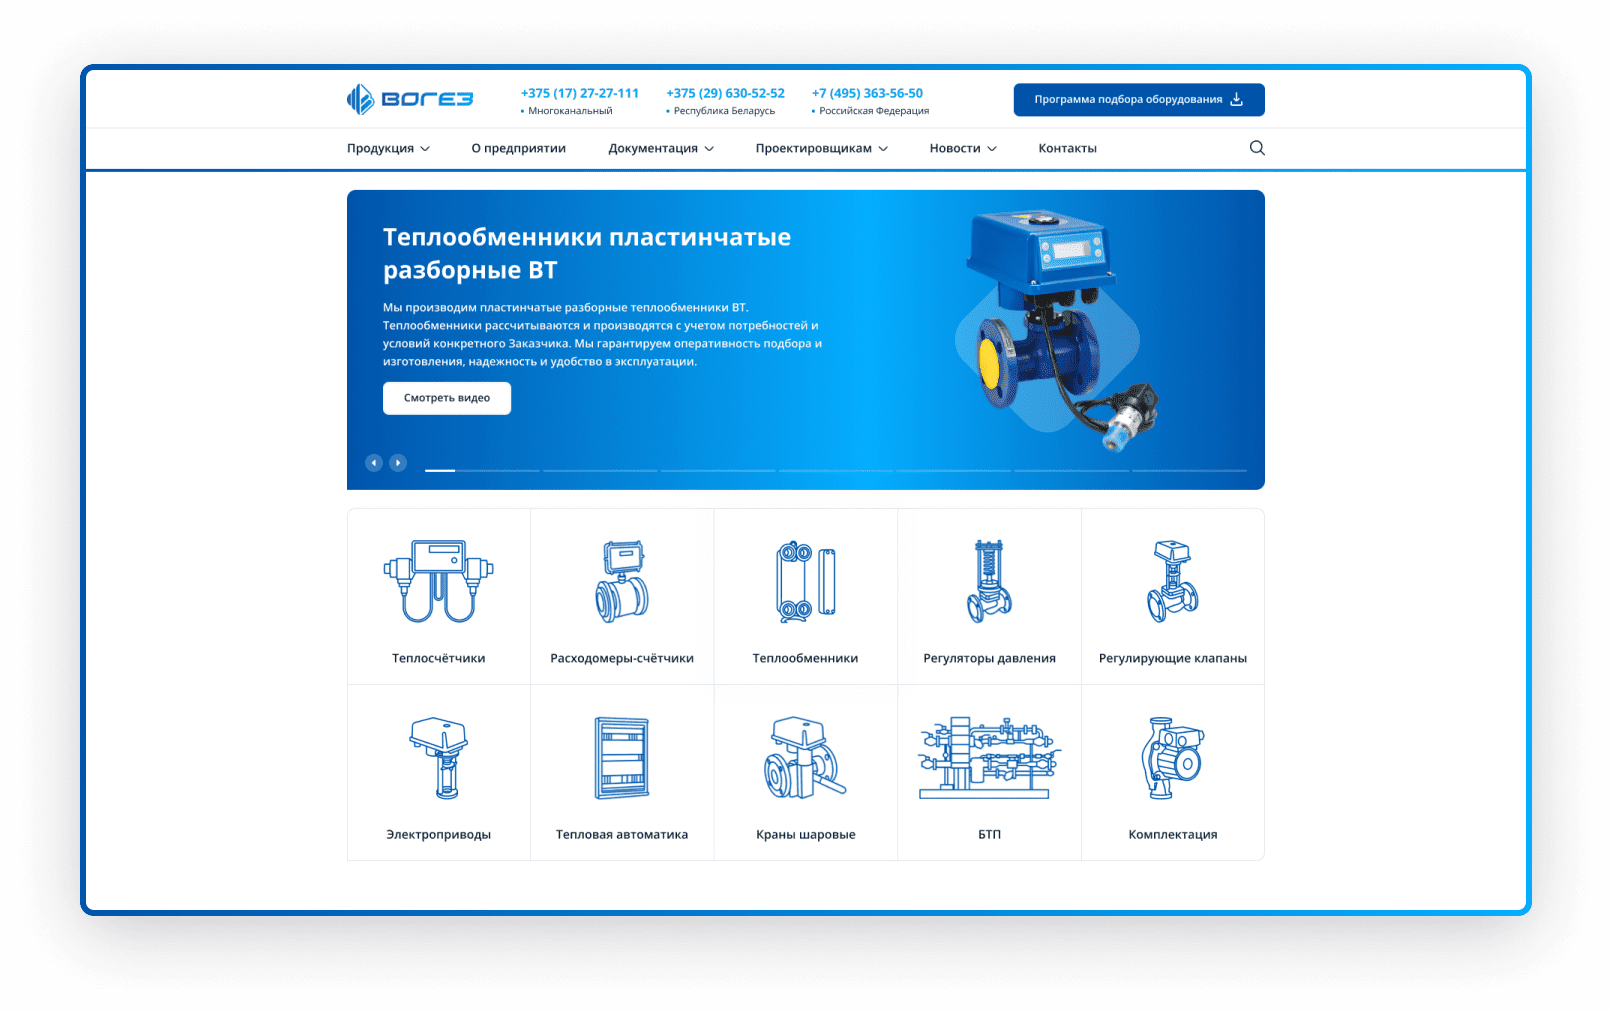 ВОГЕЗ
+375 (17) 27-27-111
Многоканальный
+375 (29) 630-52-52
Республика Беларусь
+7 (495) 363-56-50
Российская Федерация
Программа подбора оборудования
Продукция
О предприятии
Документация
Проектировщикам
Новости
Контакты
Теплообменники пластинчатые
разборные ВТ
Мы производим пластинчатые разборные теплообменники ВТ.
Теплообменники рассчитываются и производятся с учетом потребностей и
условий конкретного Заказчика. Мы гарантируем оперативность подбора и
изготовления, надежность и удобство в эксплуатации.
Смотреть видео
Теплосчётчики
Расходомеры-счётчики
Теплообменники
Регуляторы давления
Регулирующие клапаны
Электроприводы
Тепловая автоматика
Краны шаровые
БТП
Комплектация